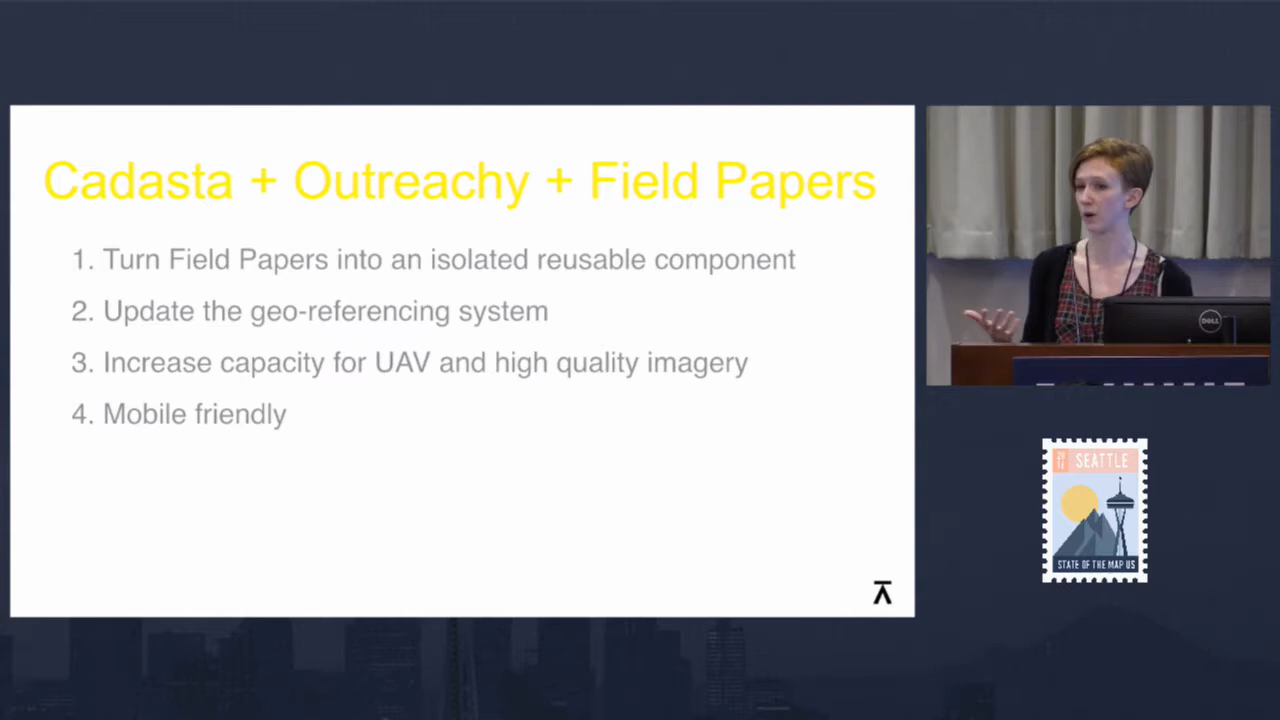 Cadasta + Outreachy + Field Papers
1. Turn Field Papers into an isolated reusable component
2. Update the geo-referencing system
3. Increase capacity for UAV and high quality imagery
4. Mobile friendly
DELL
SEATTLE
STATE OF THE MAP US